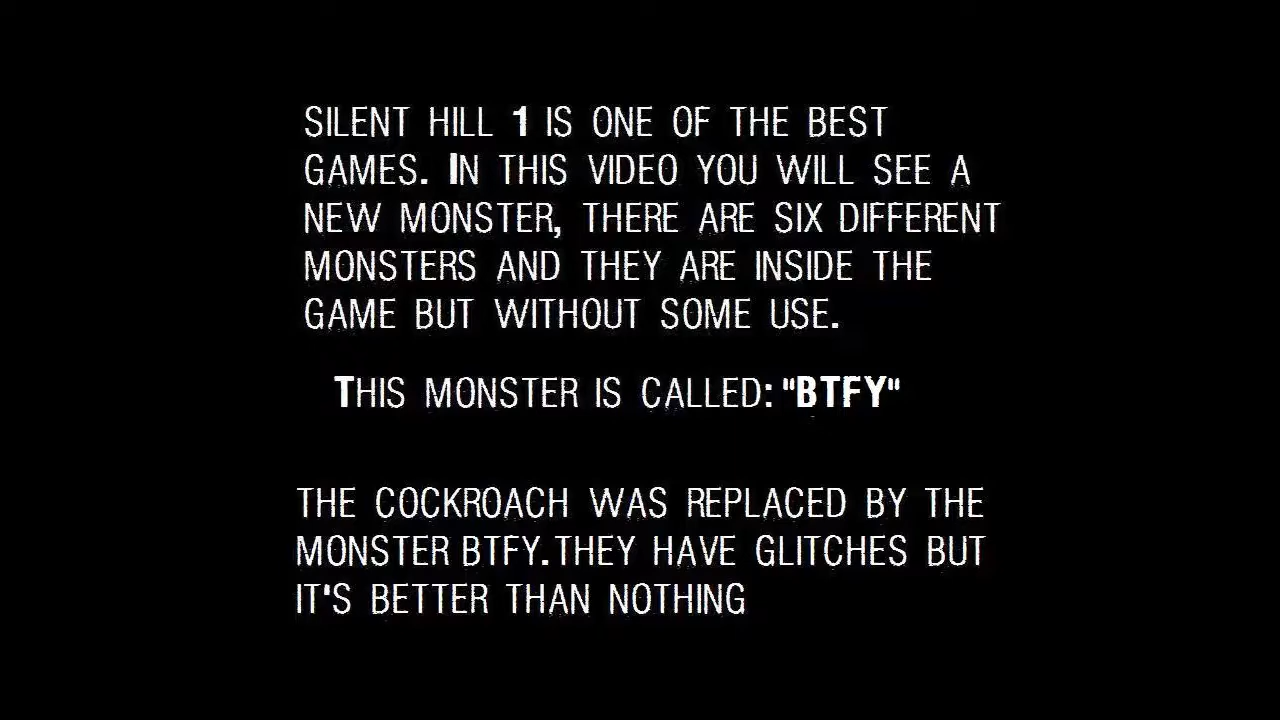 SILENT HILL 1 IS ONE OF THE BEST
GAMES. IN THIS VIDEO YOU WILL SEE A
NEW MONSTER, THERE ARE SIX DIFFERENT
MONSTERS AND THEY ARE INSIDE THE
GAME BUT WITHOUT SOME USE.
THIS MONSTER IS CALLED: "BTFY"
THE COCKROACH WAS REPLACED BY THE
MONSTER BTFY. THEY HAVE GLITCHES BUT
IT'S BETTER THAN NOTHING